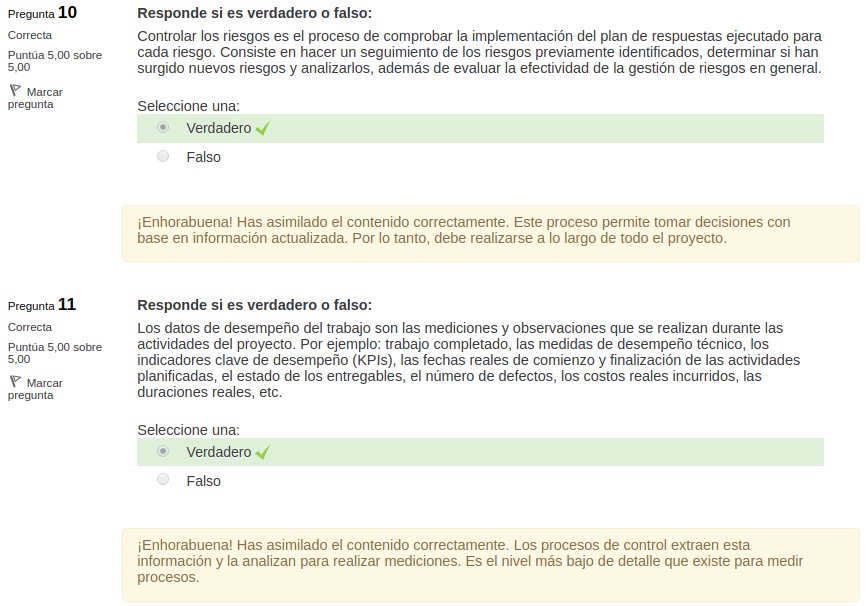 Pregunta 10
Correcta
Puntúa 5,00 sobre
5,00
Marcar
pregunta
Responde si es verdadero o falso:
Controlar los riesgos es el proceso de comprobar la implementación del plan de respuestas ejecutado para
cada riesgo. Consiste en hacer un seguimiento de los riesgos previamente identificados, determinar si han
surgido nuevos riesgos y analizarlos, además de evaluar la efectividad de la gestión de riesgos en general.
Seleccione una:
Verdadero
Falso
¡Enhorabuena! Has asimilado el contenido correctamente. Este proceso permite tomar decisiones con
base en información actualizada. Por lo tanto, debe realizarse a lo largo de todo el proyecto.
Pregunta 11
Correcta
Puntúa 5,00 sobre
5,00
Marcar
pregunta
Responde si es verdadero o falso:
Los datos de desempeño del trabajo son las mediciones y observaciones que se realizan durante las
actividades del proyecto. Por ejemplo: trabajo completado, las medidas de desempeño técnico, los
indicadores clave de desempeño (KPIs), las fechas reales de comienzo y finalización de las actividades
planificadas, el estado de los entregables, el número de defectos, los costos reales incurridos, las
duraciones reales, etc.
Seleccione una:
Verdadero
Falso
¡Enhorabuena! Has asimilado el contenido correctamente. Los procesos de control extraen esta
información y la analizan para realizar mediciones. Es el nivel más bajo de detalle que existe para medir
procesos.